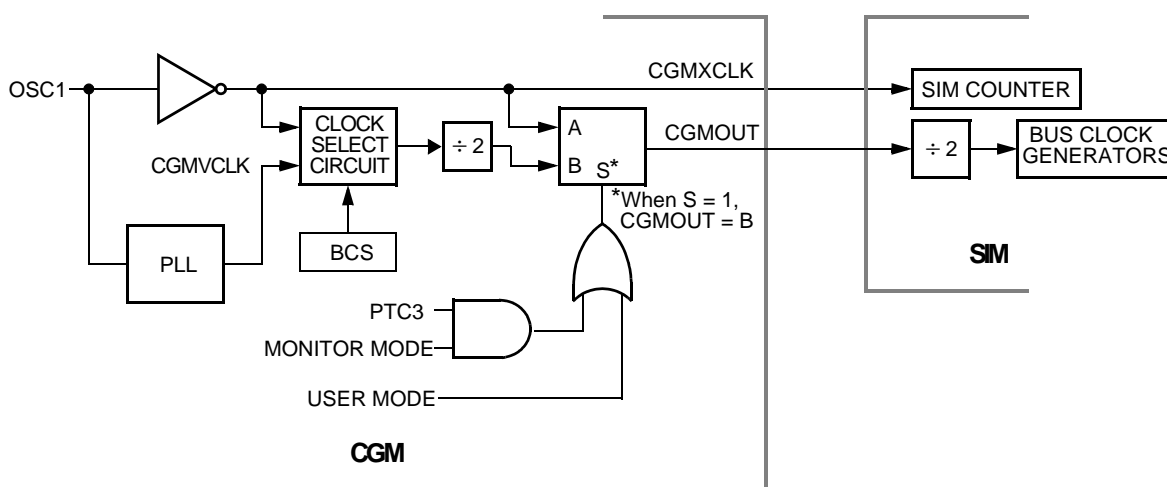 CGMXCLK
OSC1
SIM COUNTER
CLOCK
SELECT
CIRCUIT
A
CGMOUT
BUS CLOCK
GENERATORS
÷ 2
÷ 2
CGMVCLK
B
S*
*When S = 1,
CGMOUT = B
BCS
PLL
SIM
PTC3
MONITOR MODE
USER MODE
CGM